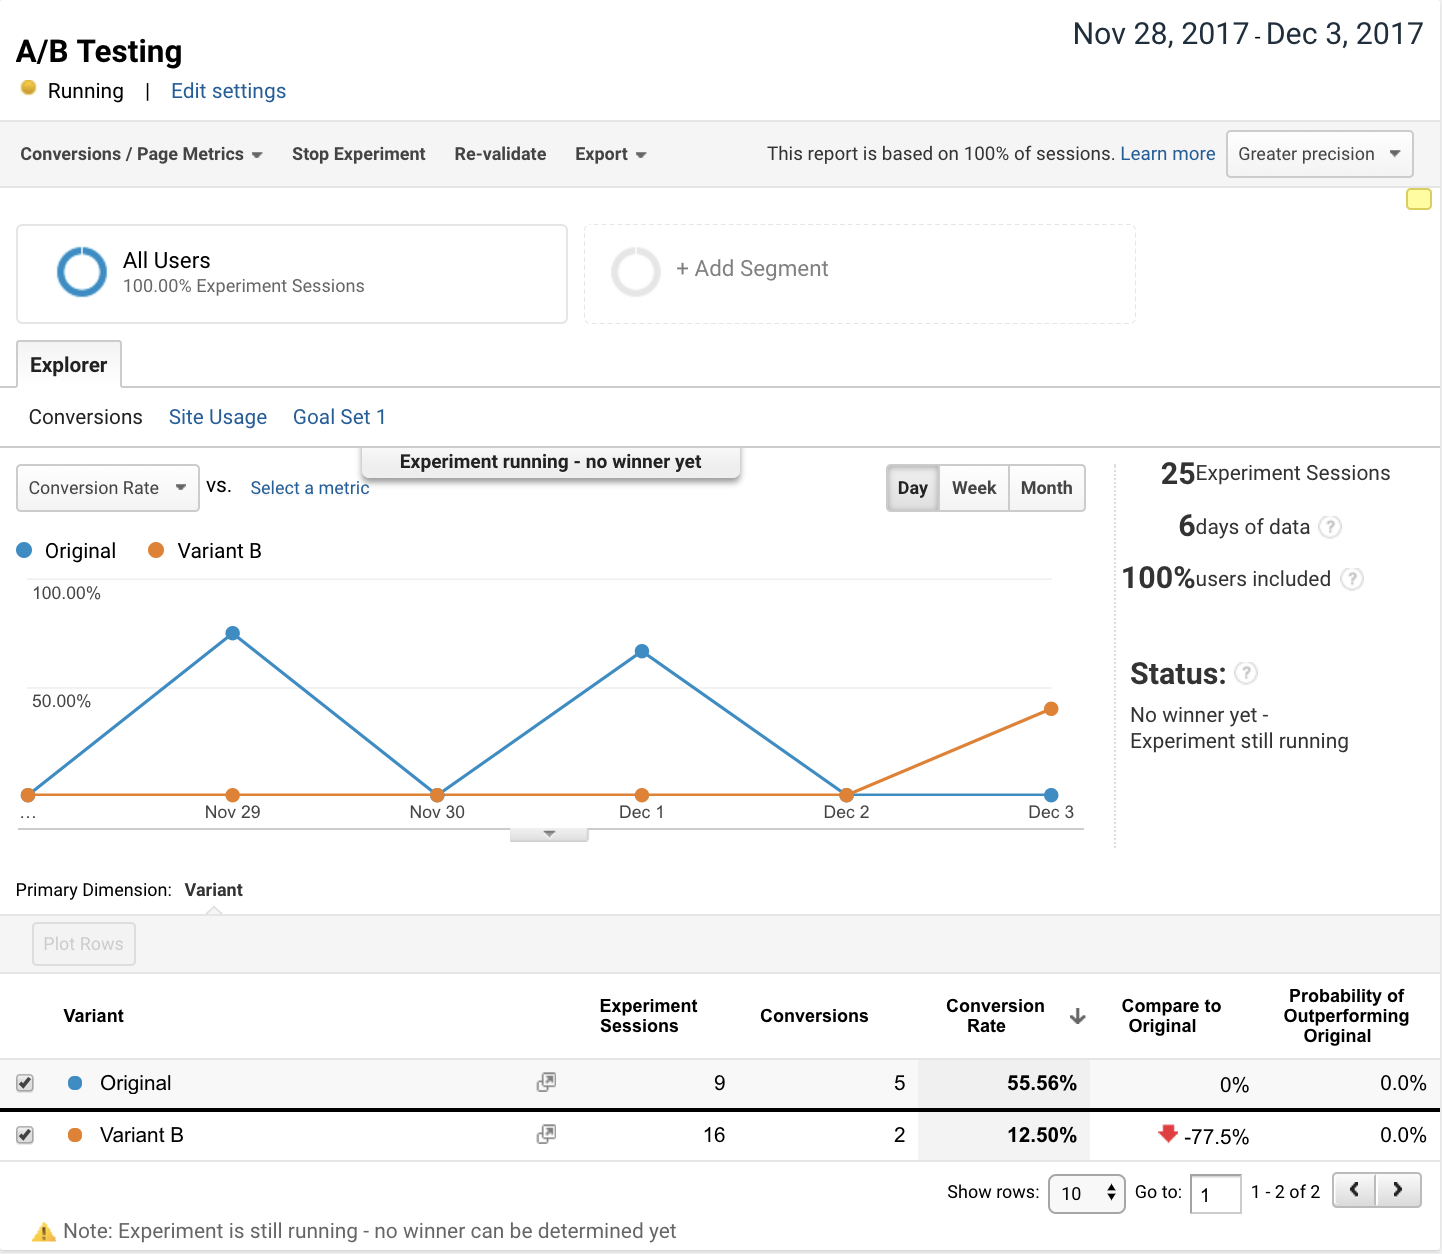 A/B Testing
Nov 28, 2017 - Dec 3, 2017
Running | Edit settings
Conversions / Page Metrics Stop Experiment Re-validate Export This report is based on 100% of sessions. Learn more Greater precision
All Users
100.00% Experiment Sessions
+ Add Segment
Explorer
Conversions Site Usage Goal Set 1
Experiment running - no winner yet
Conversion Rate vs. Select a metric
Day Week Month
Original Variant B
100.00%
50.00%
... Nov 29 Nov 30 Dec 1 Dec 2 Dec 3
25 Experiment Sessions
6 days of data ?
100% users included ?
Status: ?
No winner yet -
Experiment still running
Primary Dimension: Variant
Plot Rows
Variant
Experiment
Sessions
Conversions
Conversion
Rate
Compare to
Original
Probability of
Outperforming
Original
Original 9 5 55.56% 0% 0.0%
Variant B 16 2 12.50% -77.5% 0.0%
Show rows: 10 Go to: 1 1 - 2 of 2
Note: Experiment is still running - no winner can be determined yet